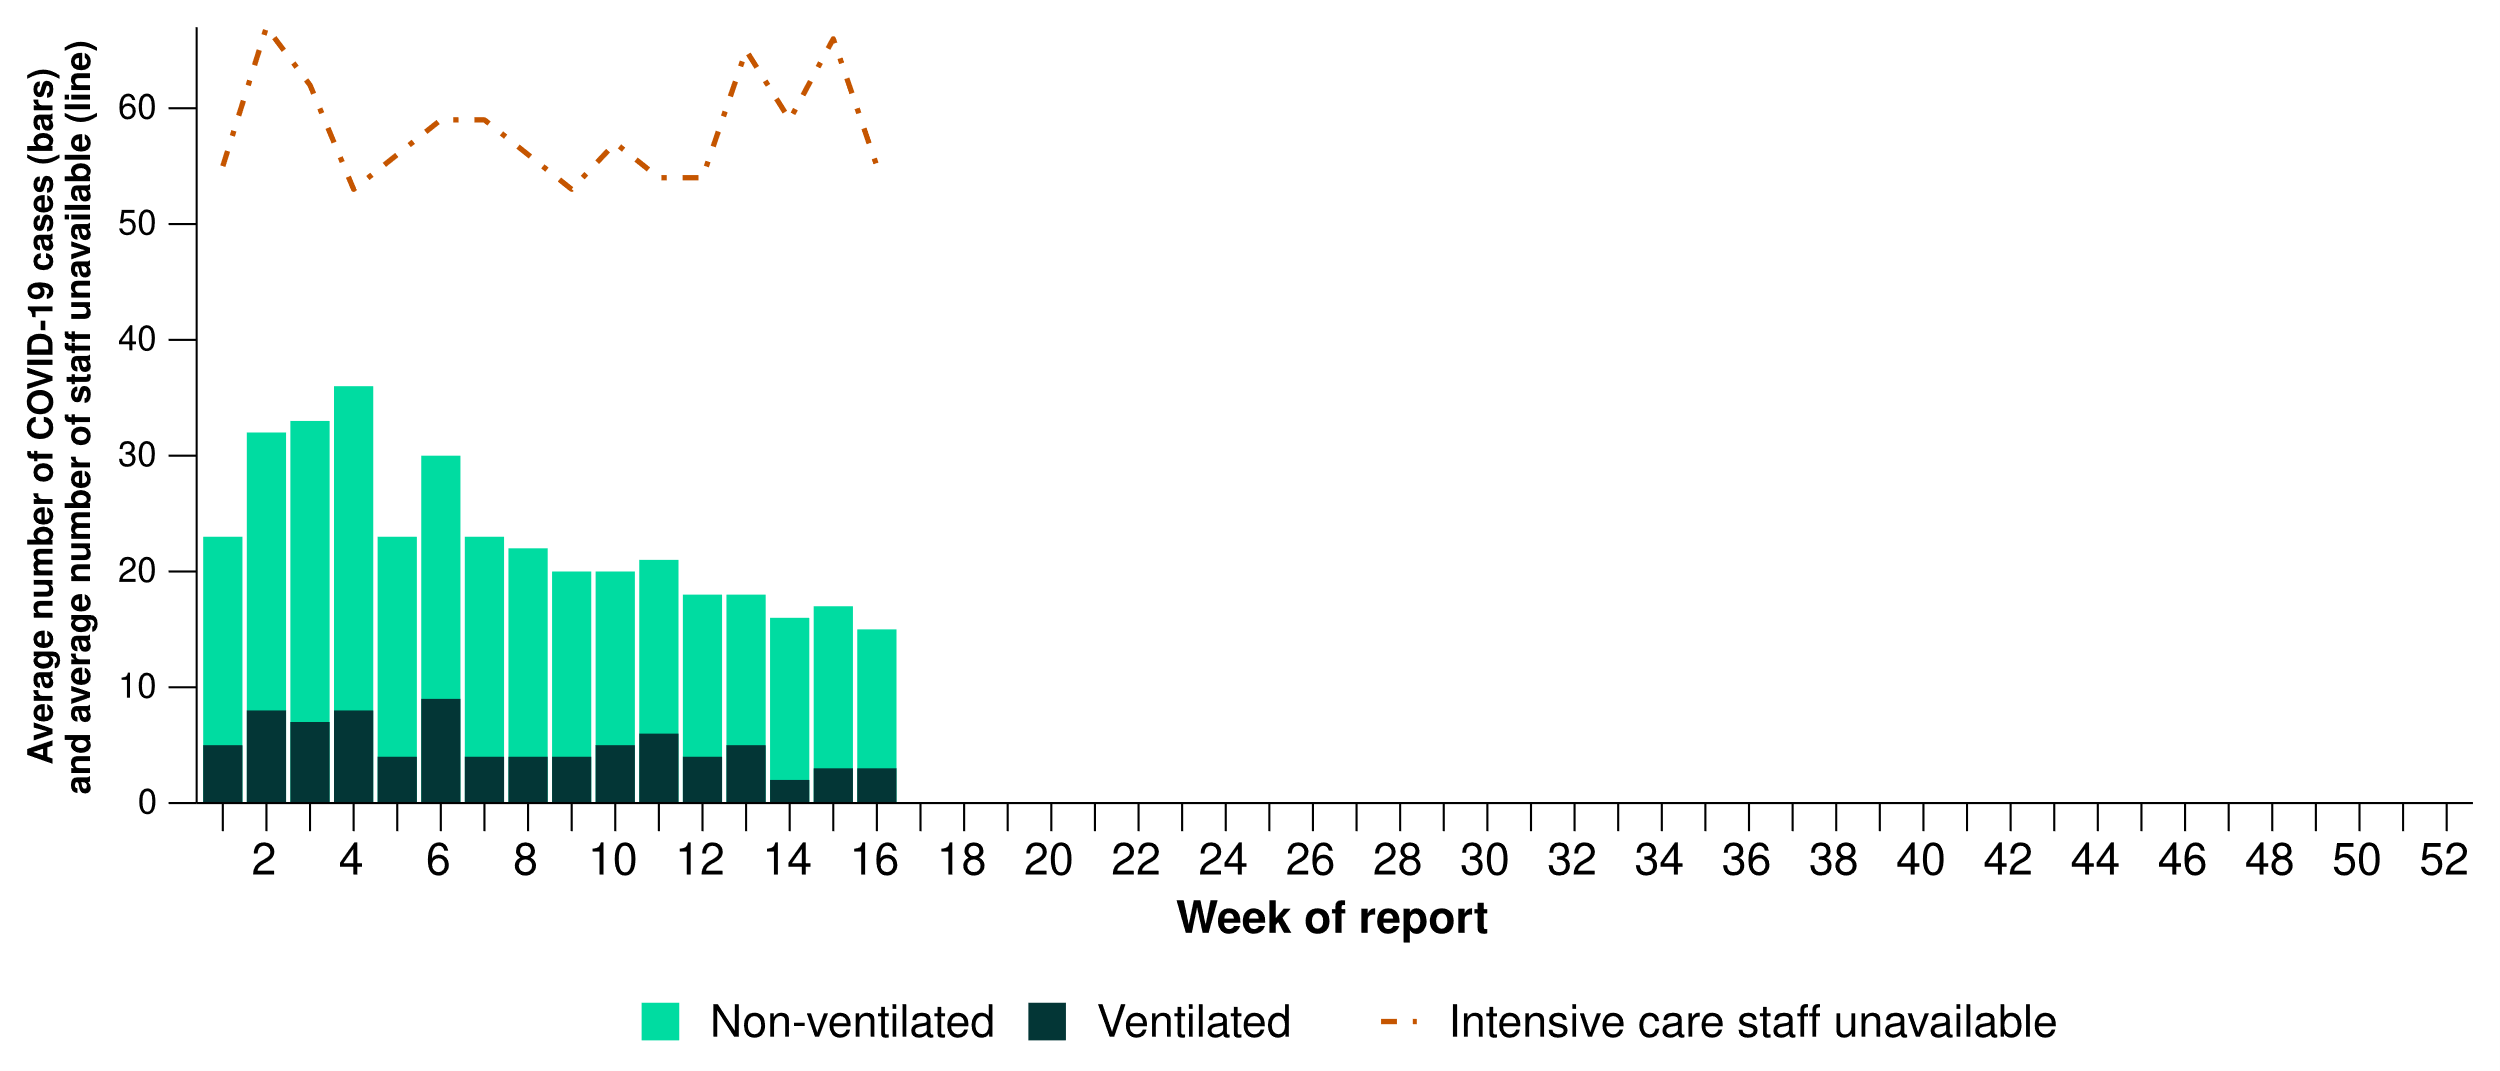 Average number of COVID-19 cases (bars)
and average number of staff unavailable (line)
60
50
40
30
20
10
0
2 4 6 8 10 12 14 16 18 20 22 24 26 28 30 32 34 36 38 40 42 44 46 48 50 52
Week of report
Non-ventilated Ventilated Intensive care staff unavailable